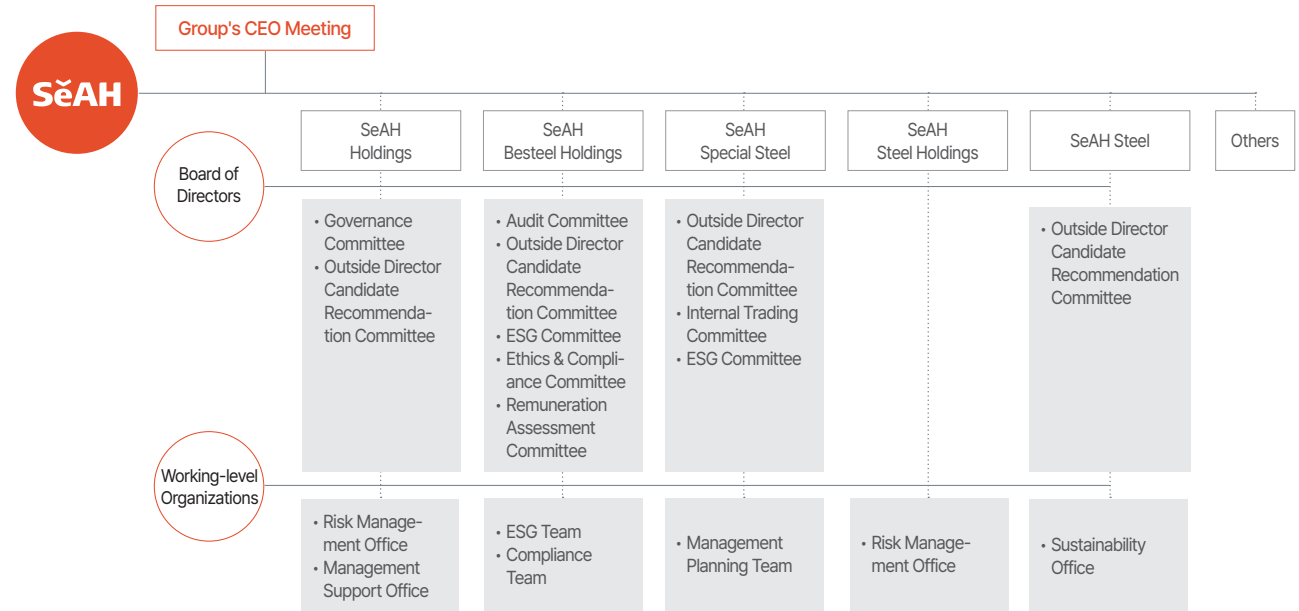 Group's CEO Meeting
SĕAH
SeAH
Holdings
SeAH
Besteel Holdings
SeAH
Special Steel
SeAH
Steel Holdings
SeAH Steel
Others
Board of
Directors
• Governance
Committee
• Outside Director
Candidate
Recommenda-
tion Committee
• Audit Committee
• Outside Director
Candidate
Recommenda-
tion Committee
• ESG Committee
• Ethics & Compli-
ance Committee
• Remuneration
Assessment
Committee
• Outside Director
Candidate
Recommenda-
tion Committee
• Internal Trading
Committee
• ESG Committee
• Outside Director
Candidate
Recommendation
Committee
Working-level
Organizations
• Risk Manage-
ment Office
• Management
Support Office
• ESG Team
• Compliance
Team
• Management
Planning Team
• Risk Manage-
ment Office
• Sustainability
Office